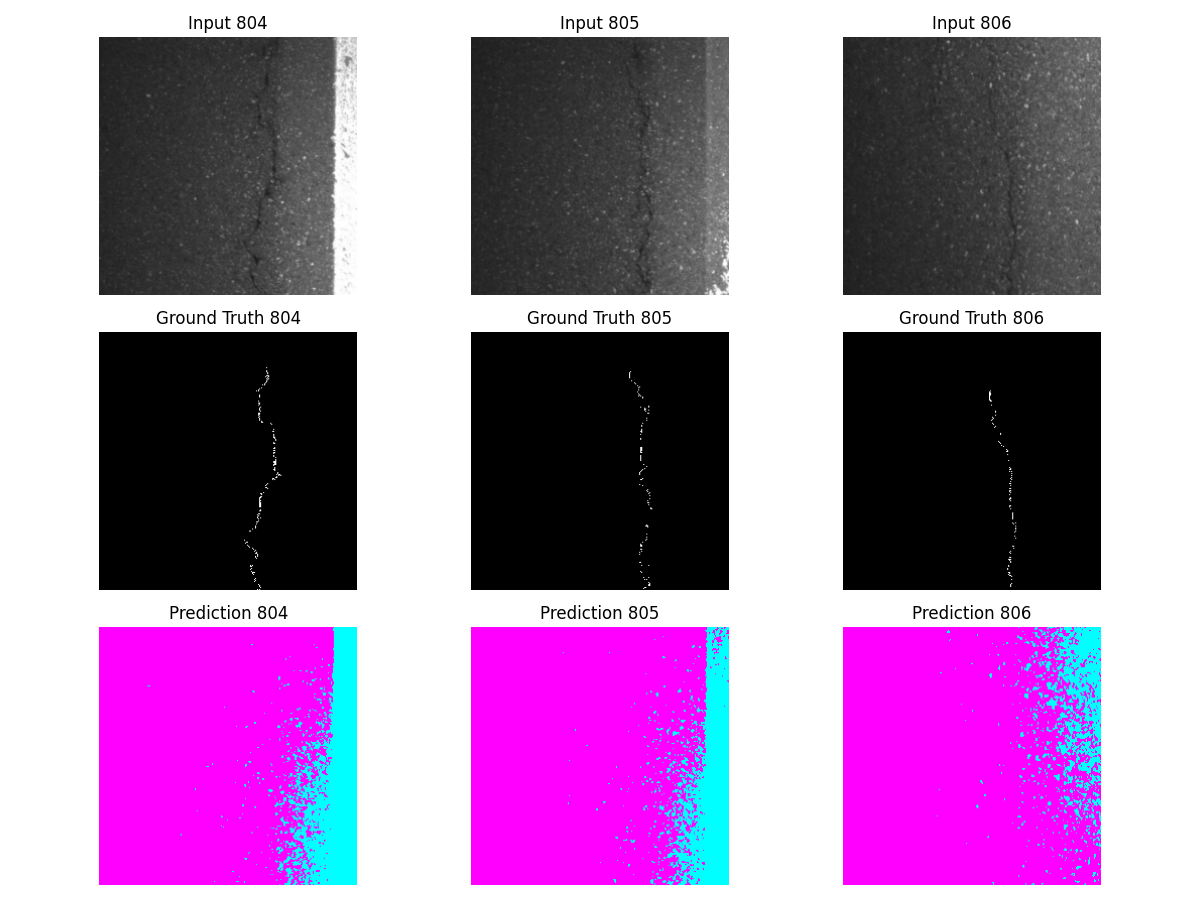 Input 804
Input 805
Input 806
Ground Truth 804
Ground Truth 805
Ground Truth 806
Prediction 804
Prediction 805
Prediction 806